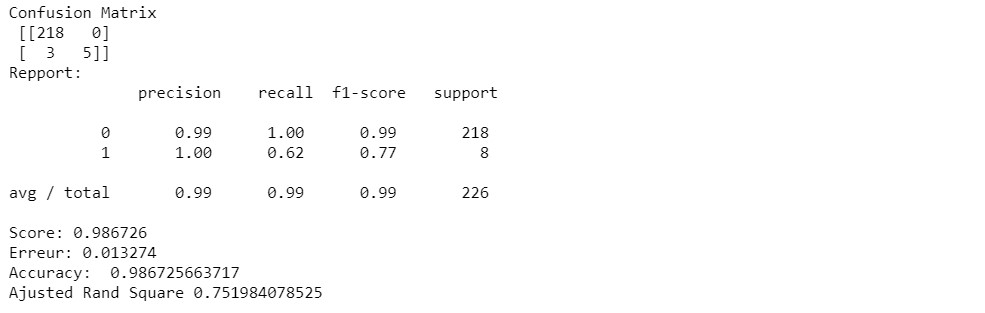 Confusion Matrix
[[218 0]
[ 3 5]]
Repport:
precision recall f1-score support
0 0.99 1.00 0.99 218
1 1.00 0.62 0.77 8
avg / total 0.99 0.99 0.99 226
Score: 0.986726
Erreur: 0.013274
Accuracy: 0.986725663717
Ajusted Rand Square 0.751984078525